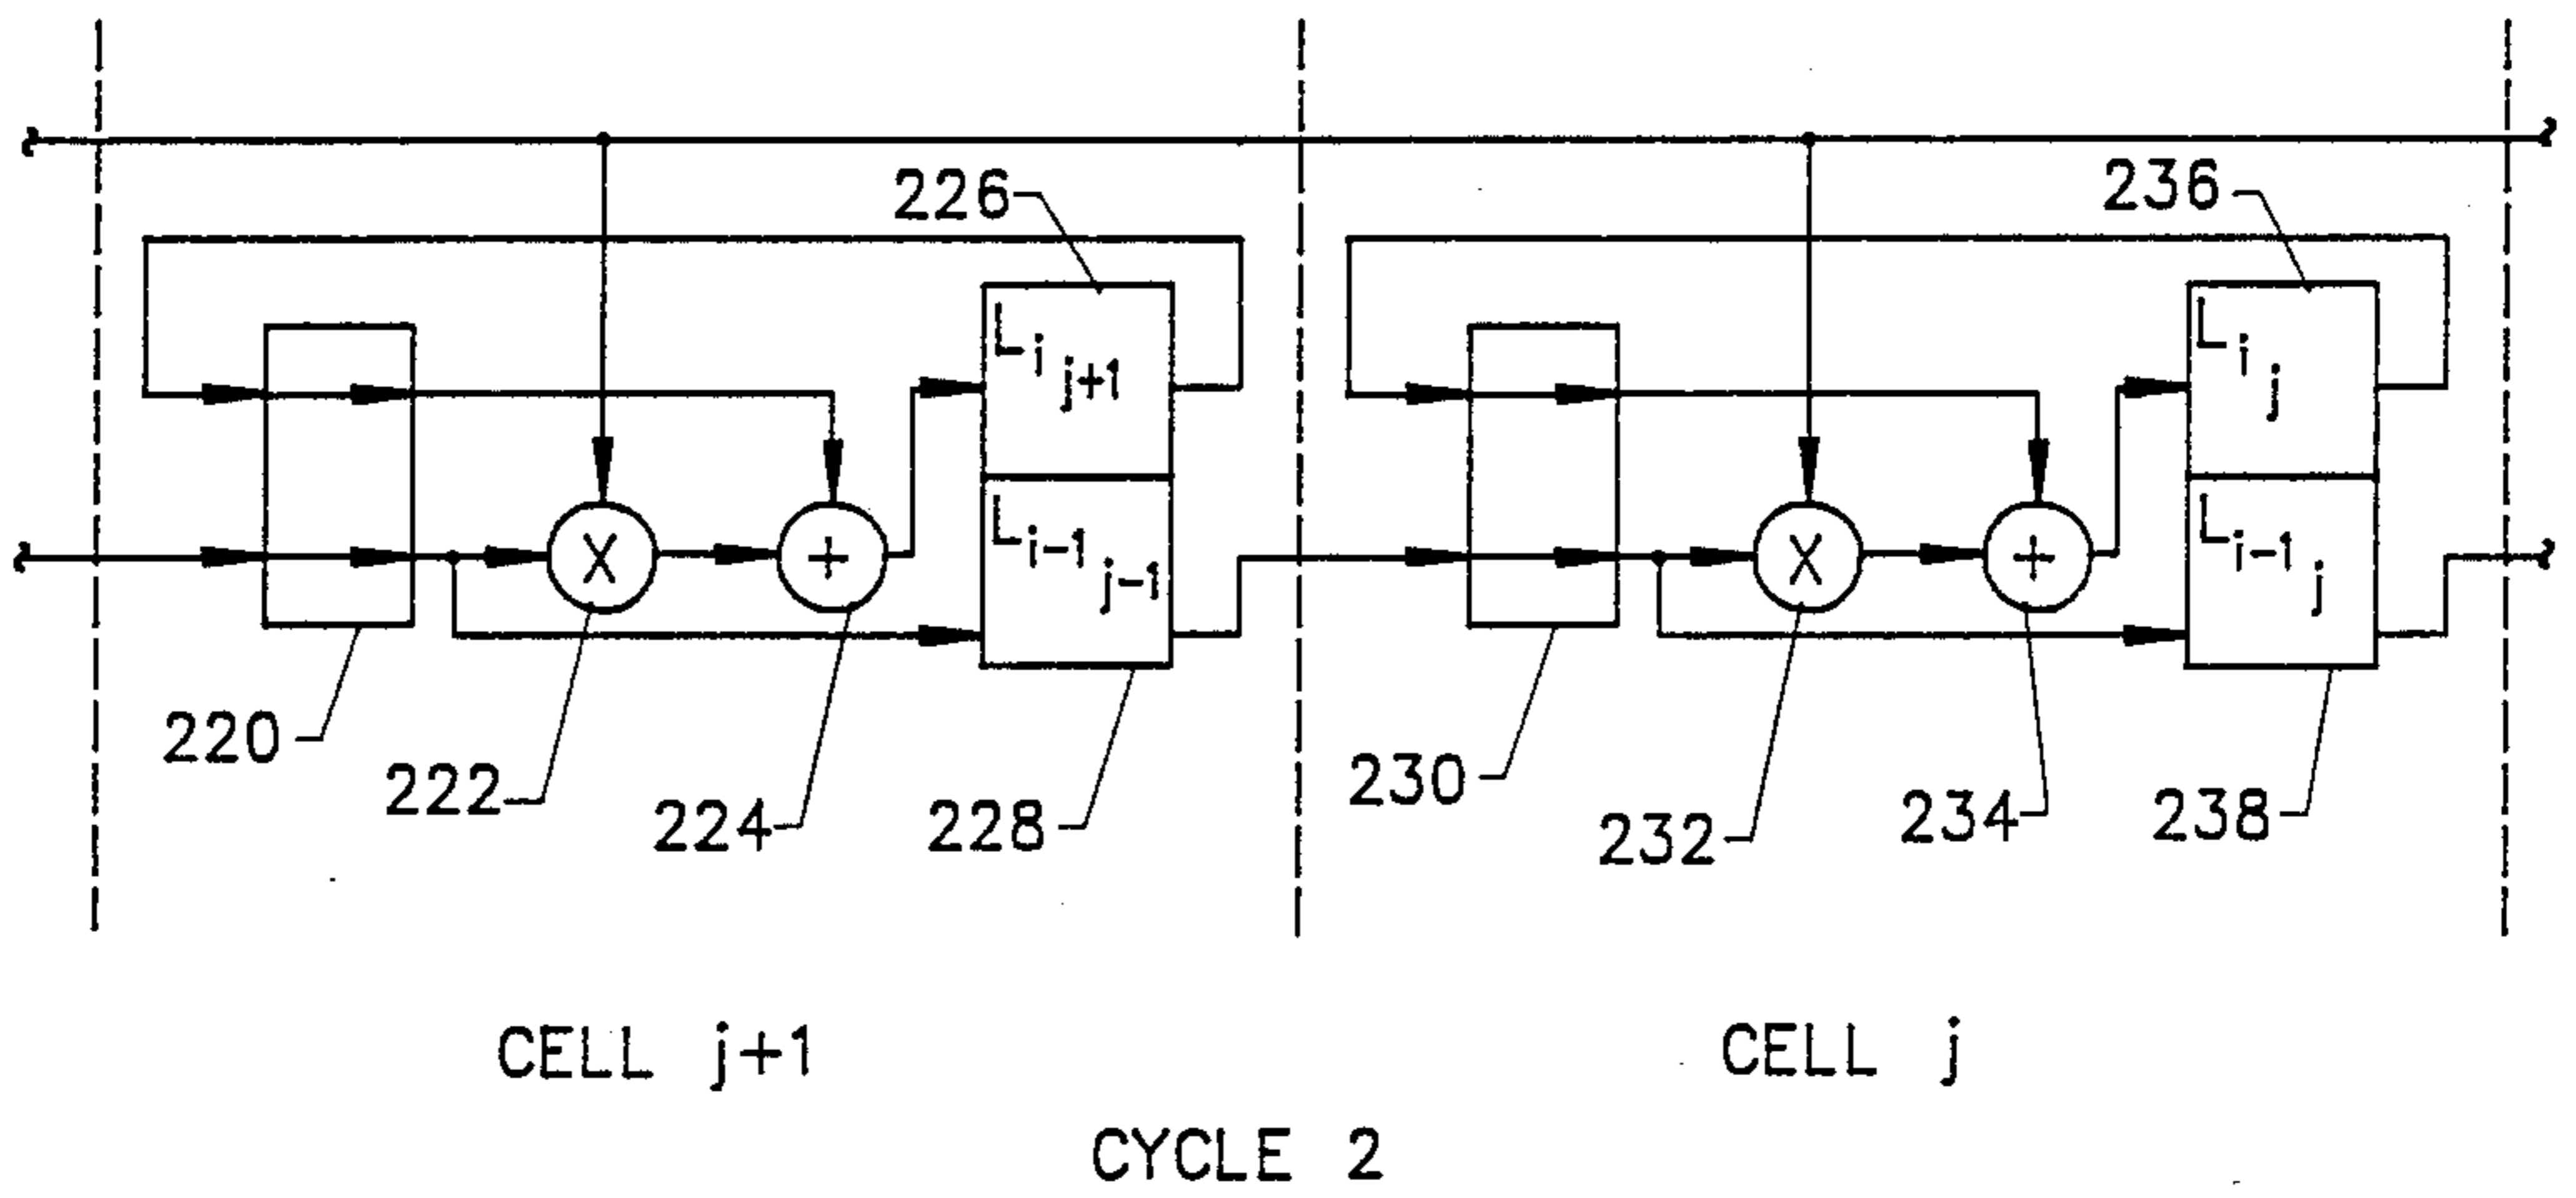 226
236
L i j+1
L i j
L i-1 j-1
L i-1 j
X
+
X
+
220
222
224
228
230
232
234
238
CELL j+1
CELL j
CYCLE 2